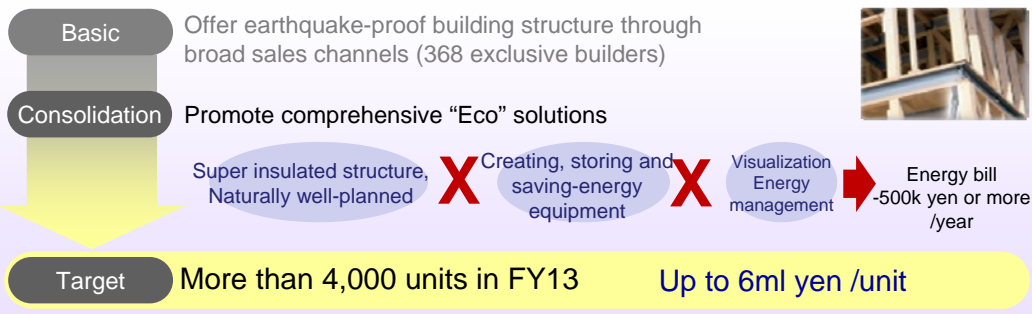 Basic
Offer earthquake-proof building structure through
broad sales channels (368 exclusive builders)
Consolidation
Promote comprehensive “Eco” solutions
Super insulated structure,
Naturally well-planned
X
Creating, storing and
saving-energy
equipment
X
Visualization
Energy
management
Energy bill
-500k yen or more
/year
Target
More than 4,000 units in FY13
Up to 6ml yen /unit